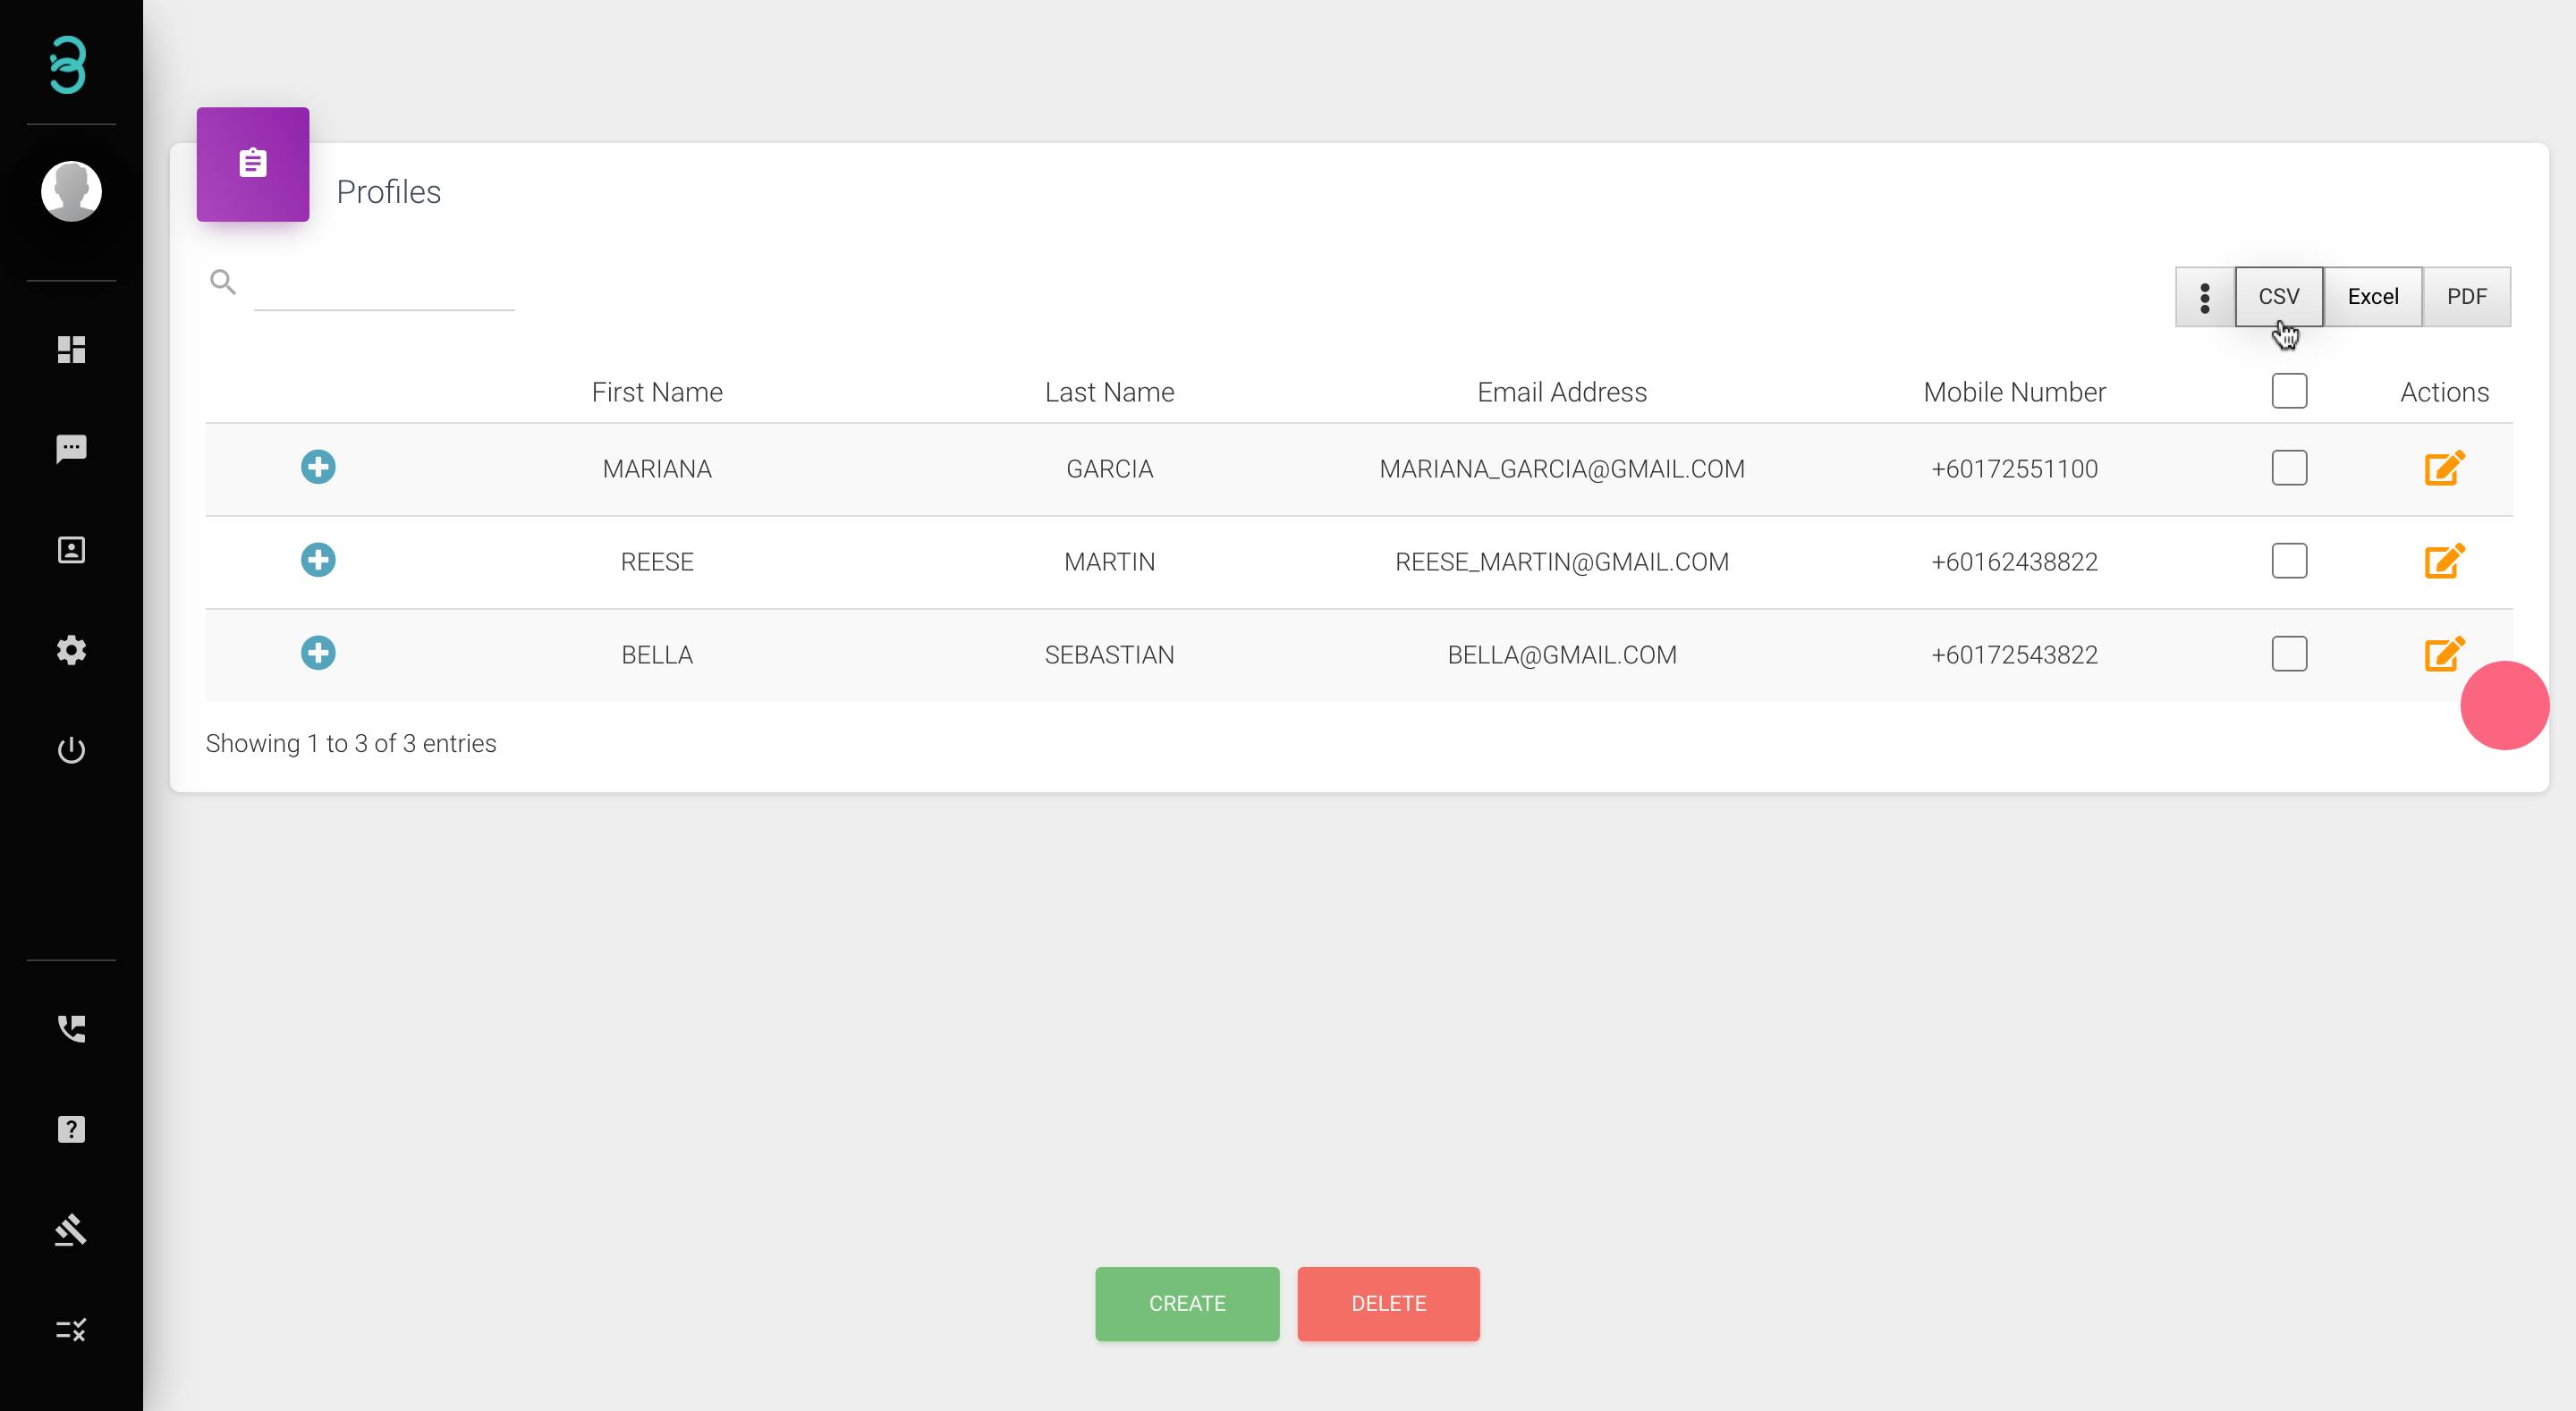 Profiles
CSV Excel PDF
First Name Last Name Email Address Mobile Number Actions
MARIANA GARCIA MARIANA_GARCIA@GMAIL.COM +60172551100
REESE MARTIN REESE_MARTIN@GMAIL.COM +60162438822
BELLA SEBASTIAN BELLA@GMAIL.COM +60172543822
Showing 1 to 3 of 3 entries
CREATE DELETE